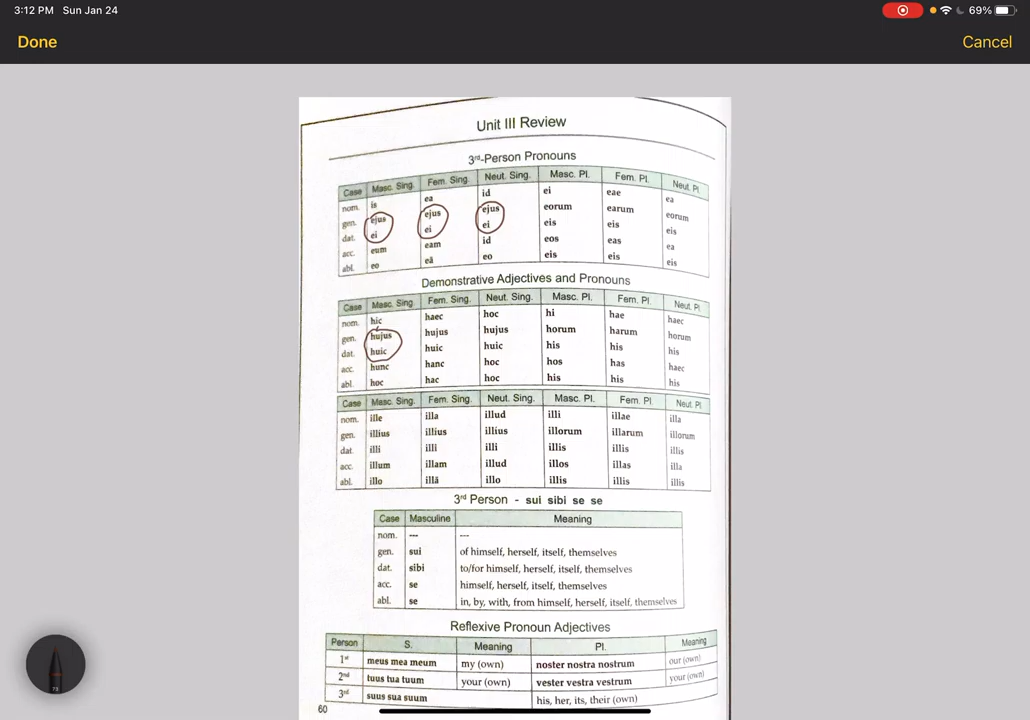 3:12 PM Sun Jan 24 69%
Done Cancel
Unit III Review
3rd-Person Pronouns
Case Masc. Sing. Fem. Sing. Neut. Sing. Masc. Pl. Fem. Pl. Neut. Pl.
nom. is ea id ei eae ea
gen. ejus ejus ejus eorum earum eorum
dat. ei ei ei eis eis eis
acc. eum eam id eos eas ea
abl. eo eā eo eis eis eis
Demonstrative Adjectives and Pronouns
Case Masc. Sing. Fem. Sing. Neut. Sing. Masc. Pl. Fem. Pl. Neut. Pl.
nom. hic haec hoc hi hae haec
gen. hujus hujus hujus horum harum horum
dat. huic huic huic his his his
acc. hunc hanc hoc hos has haec
abl. hoc hac hoc his his his
Case Masc. Sing. Fem. Sing. Neut. Sing. Masc. Pl. Fem. Pl. Neut. Pl.
nom. ille illa illud illi illae illa
gen. illius illius illius illorum illarum illorum
dat. illi illi illi illis illis illis
acc. illum illam illud illos illas illa
abl. illo illā illo illis illis illis
3rd Person - sui sibi se se
Case Masculine Meaning
nom. --- ---
gen. sui of himself, herself, itself, themselves
dat. sibi to/for himself, herself, itself, themselves
acc. se himself, herself, itself, themselves
abl. se in, by, with, from himself, herself, itself, themselves
Reflexive Pronoun Adjectives
Person S. Meaning Pl. Meaning
1st meus mea meum my (own) noster nostra nostrum our (own)
2nd tuus tua tuum your (own) vester vestra vestrum your (own)
3rd suus sua suum his, her, its, their (own)
60
73